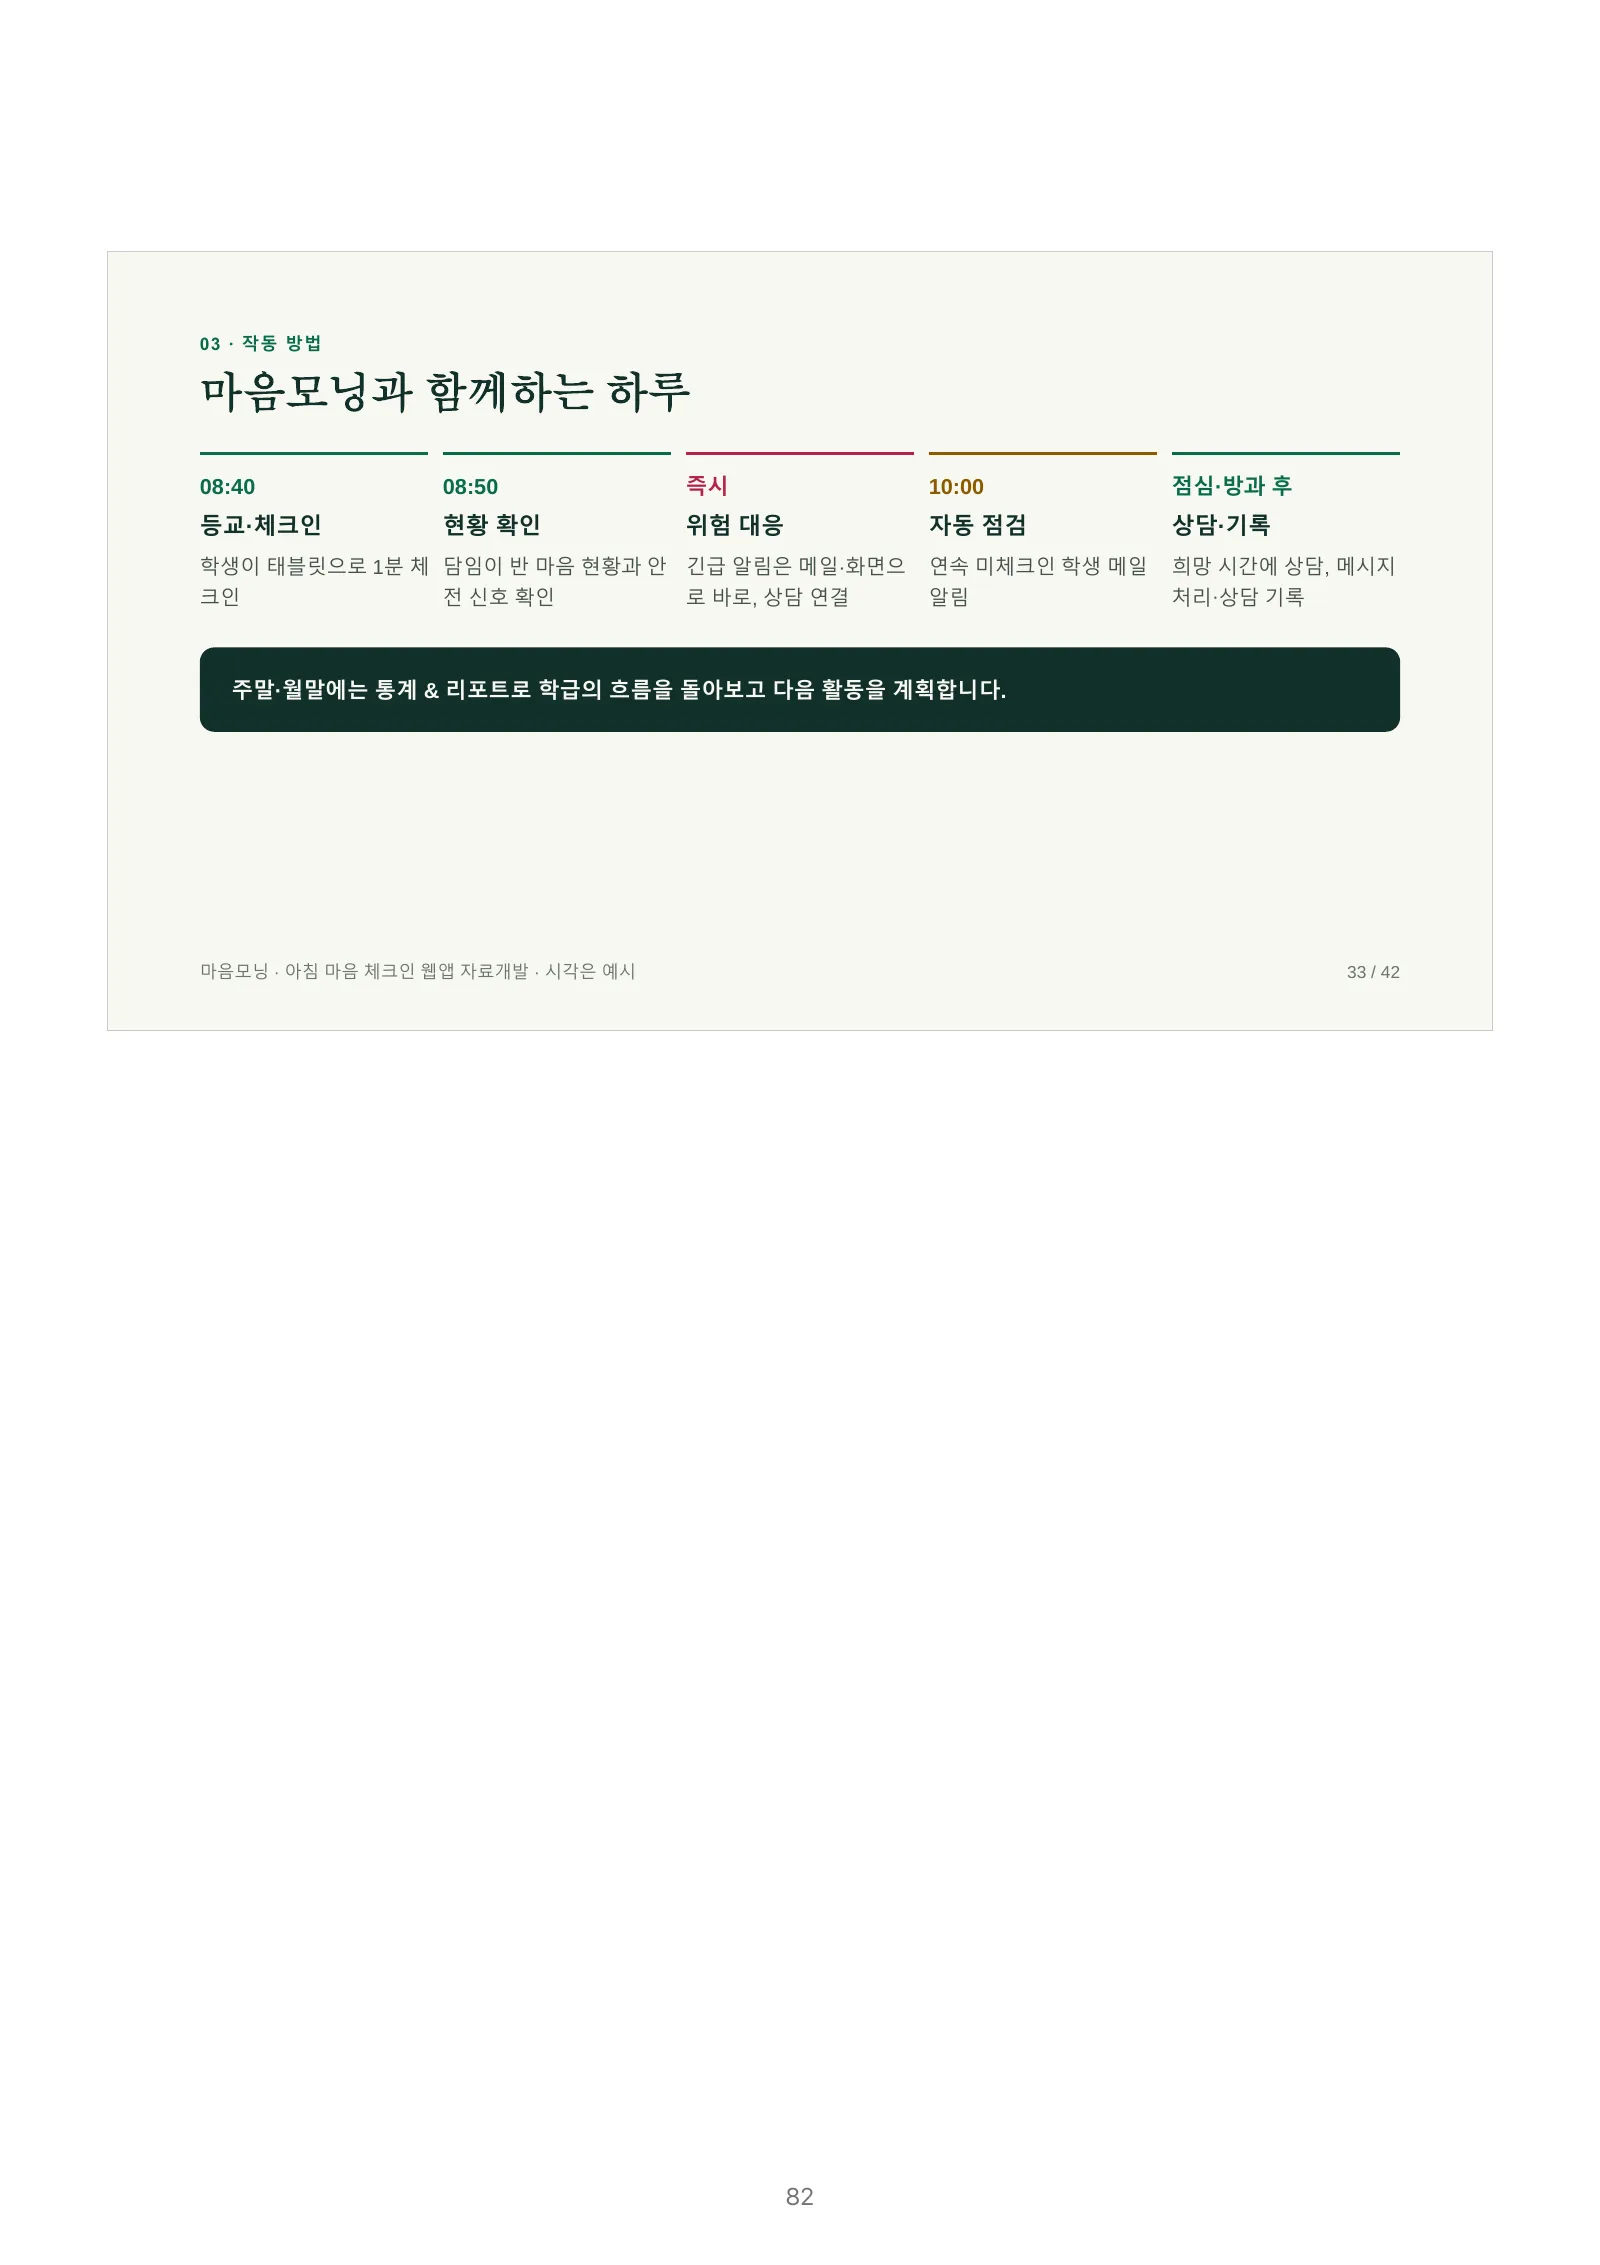 03 · 작동 방법
마음모닝과 함께하는 하루
08:40
등교·체크인
학생이 태블릿으로 1분 체
크인
08:50
현황 확인
담임이 반 마음 현황과 안
전 신호 확인
즉시
위험 대응
긴급 알림은 메일·화면으
로 바로, 상담 연결
10:00
자동 점검
연속 미체크인 학생 메일
알림
점심·방과 후
상담·기록
희망 시간에 상담, 메시지
처리·상담 기록
주말·월말에는 통계 & 리포트로 학급의 흐름을 돌아보고 다음 활동을 계획합니다.
마음모닝 · 아침 마음 체크인 웹앱 자료개발 · 시각은 예시
33 / 42
82